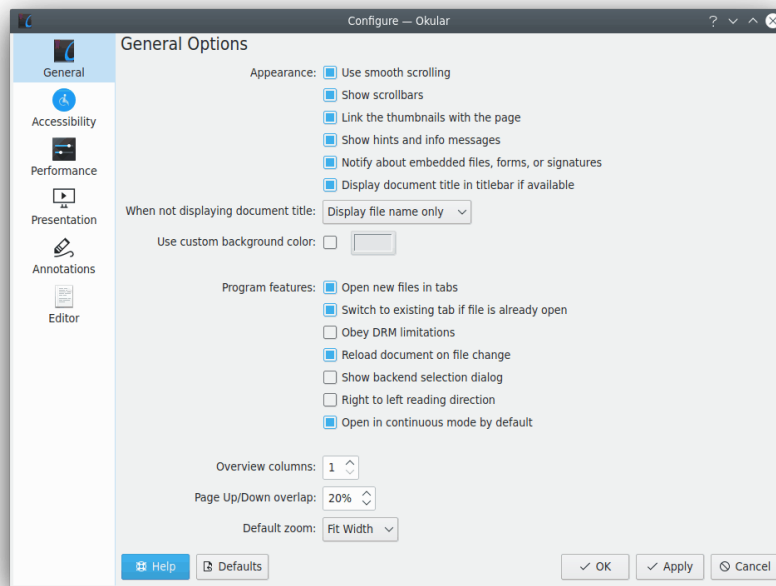 Configure — Okular
General
Accessibility
Performance
Presentation
Annotations
Editor
General Options
Appearance: Use smooth scrolling
Show scrollbars
Link the thumbnails with the page
Show hints and info messages
Notify about embedded files, forms, or signatures
Display document title in titlebar if available
When not displaying document title: Display file name only
Use custom background color:
Program features: Open new files in tabs
Switch to existing tab if file is already open
Obey DRM limitations
Reload document on file change
Show backend selection dialog
Right to left reading direction
Open in continuous mode by default
Overview columns: 1
Page Up/Down overlap: 20%
Default zoom: Fit Width
Help Defaults OK Apply Cancel